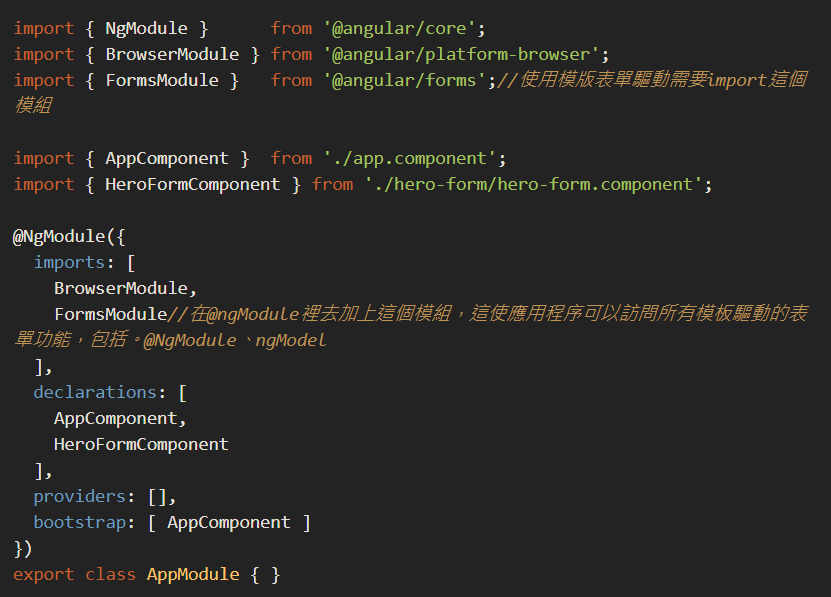 import { NgModule }      from '@angular/core';
import { BrowserModule } from '@angular/platform-browser';
import { FormsModule }   from '@angular/forms';//使用模版表單驅動需要import這個
模組

import { AppComponent }  from './app.component';
import { HeroFormComponent } from './hero-form/hero-form.component';

@NgModule({
  imports: [
    BrowserModule,
    FormsModule//在@ngModule裡去加上這個模組，這使應用程序可以訪問所有模板驅動的表
單功能，包括。@NgModule、ngModel
  ],
  declarations: [
    AppComponent,
    HeroFormComponent
  ],
  providers: [],
  bootstrap: [ AppComponent ]
})
export class AppModule { }